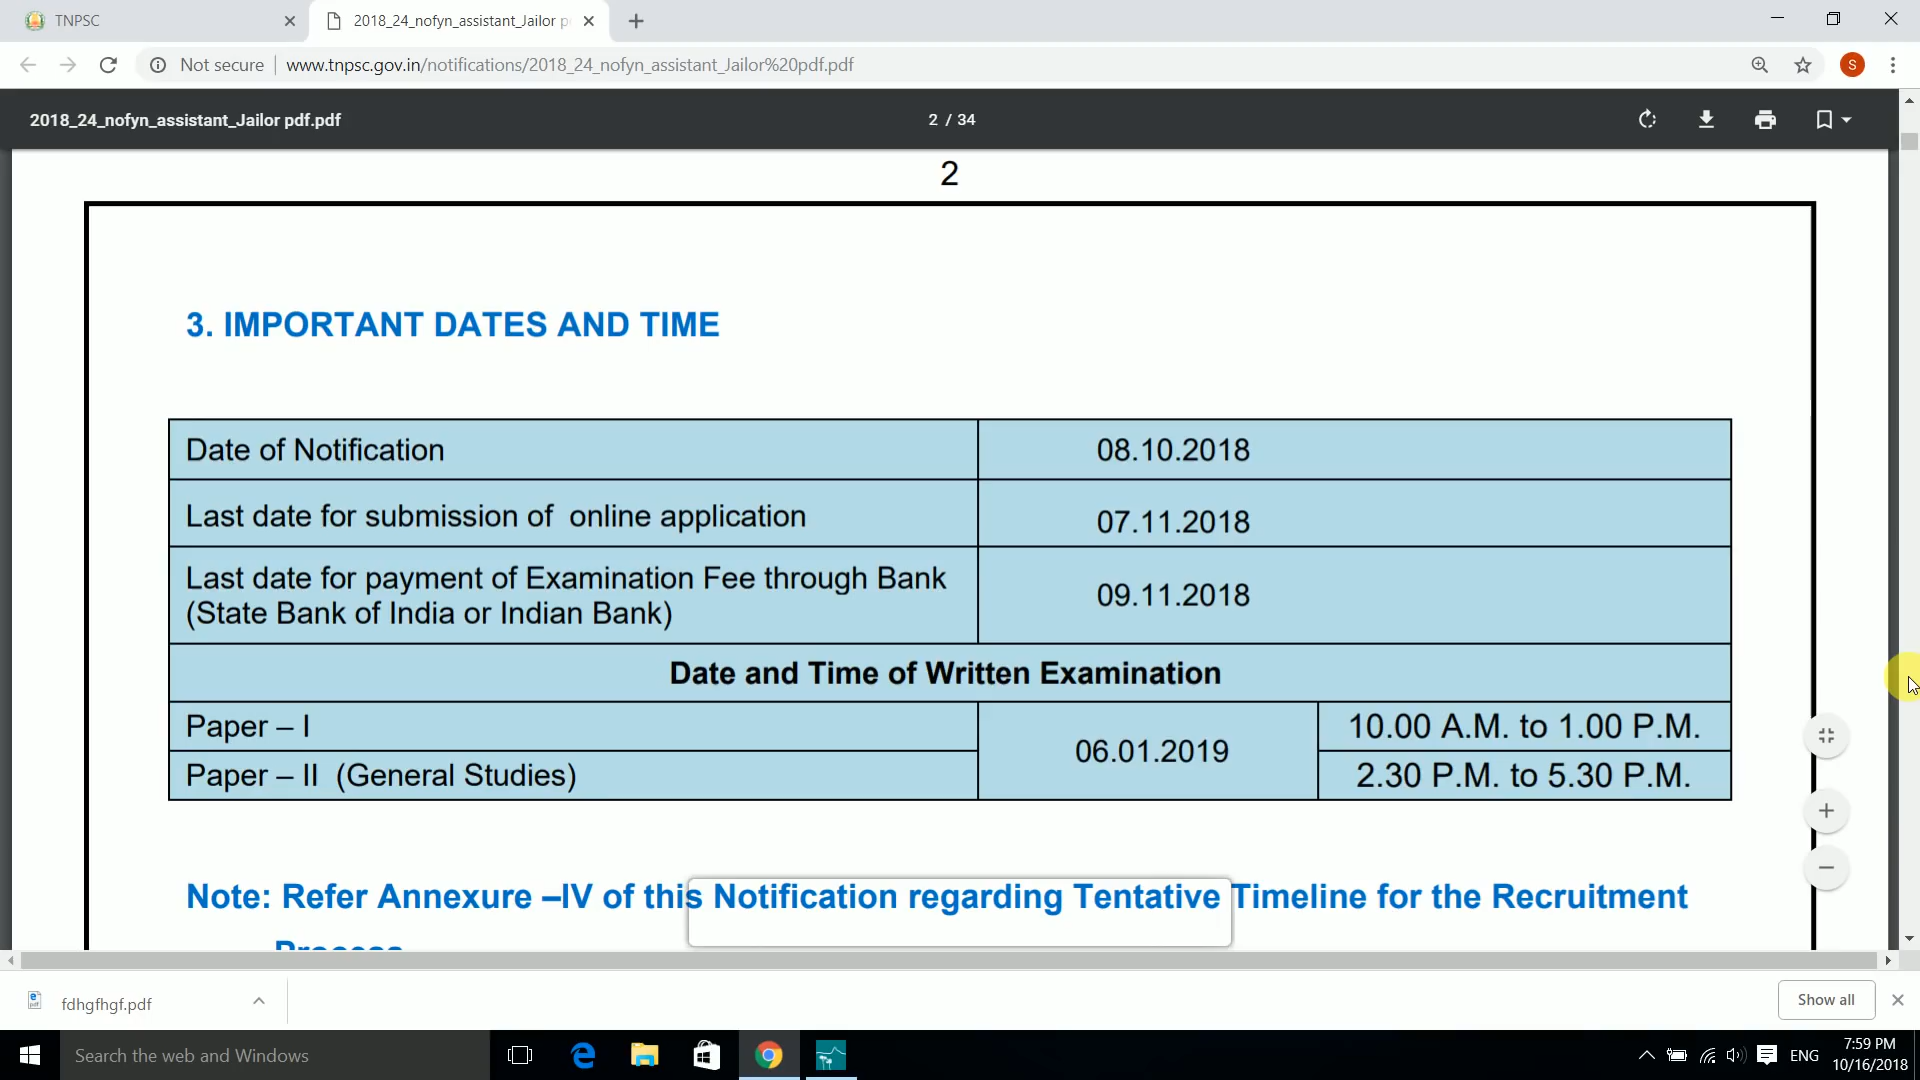 TNPSC
2018_24_nofyn_assistant_Jailor p
Not secure
www.tnpsc.gov.in/notifications/2018_24_nofyn_assistant_Jailor%20pdf.pdf
S
2018_24_nofyn_assistant_Jailor pdf.pdf
2 / 34
2
3. IMPORTANT DATES AND TIME
Date of Notification
08.10.2018
Last date for submission of online application
07.11.2018
Last date for payment of Examination Fee through Bank
(State Bank of India or Indian Bank)
09.11.2018
Date and Time of Written Examination
Paper – I
06.01.2019
10.00 A.M. to 1.00 P.M.
Paper – II (General Studies)
2.30 P.M. to 5.30 P.M.
Note: Refer Annexure –IV of this Notification regarding Tentative Timeline for the Recruitment
Process
fdhgfhgf.pdf
Show all
Search the web and Windows
ENG
7:59 PM
10/16/2018